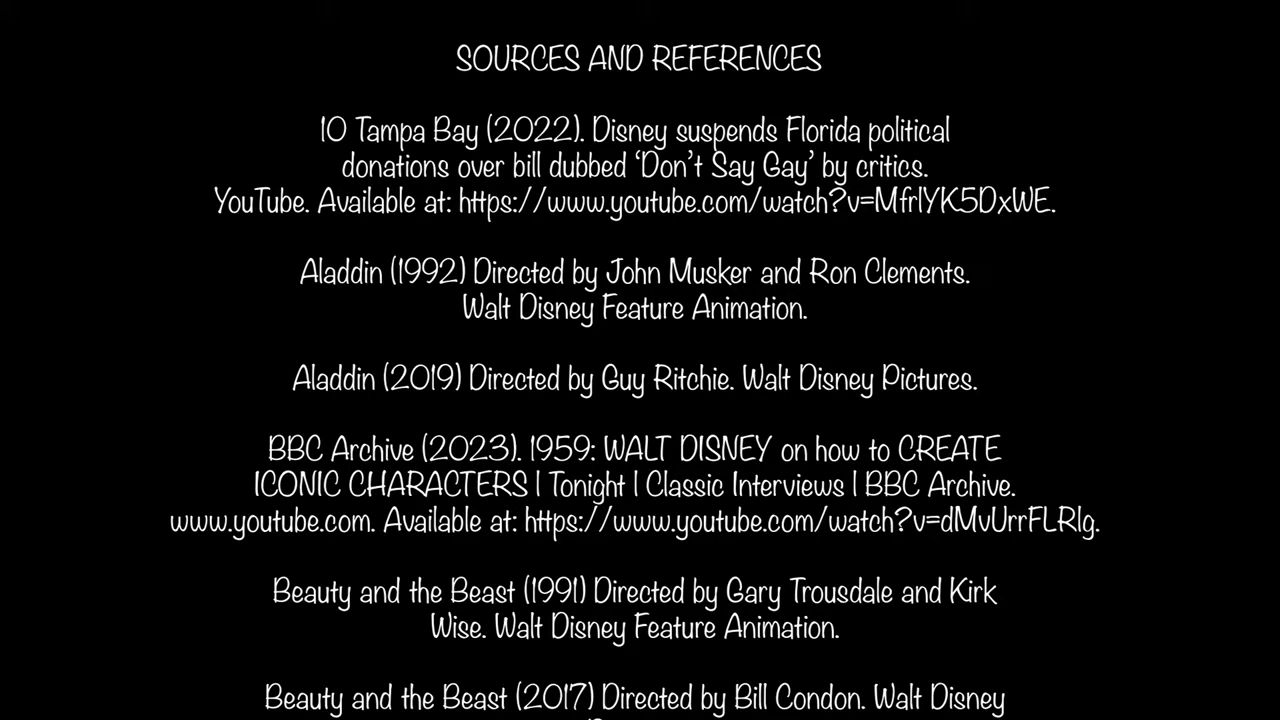 SOURCES AND REFERENCES
10 Tampa Bay (2022). Disney suspends Florida political
donations over bill dubbed ‘Don’t Say Gay’ by critics.
YouTube. Available at: https://www.youtube.com/watch?v=MfrlYK5DxWE.
Aladdin (1992) Directed by John Musker and Ron Clements.
Walt Disney Feature Animation.
Aladdin (2019) Directed by Guy Ritchie. Walt Disney Pictures.
BBC Archive (2023). 1959: WALT DISNEY on how to CREATE
ICONIC CHARACTERS | Tonight | Classic Interviews | BBC Archive.
www.youtube.com. Available at: https://www.youtube.com/watch?v=dMvUrrFLRlg.
Beauty and the Beast (1991) Directed by Gary Trousdale and Kirk
Wise. Walt Disney Feature Animation.
Beauty and the Beast (2017) Directed by Bill Condon. Walt Disney